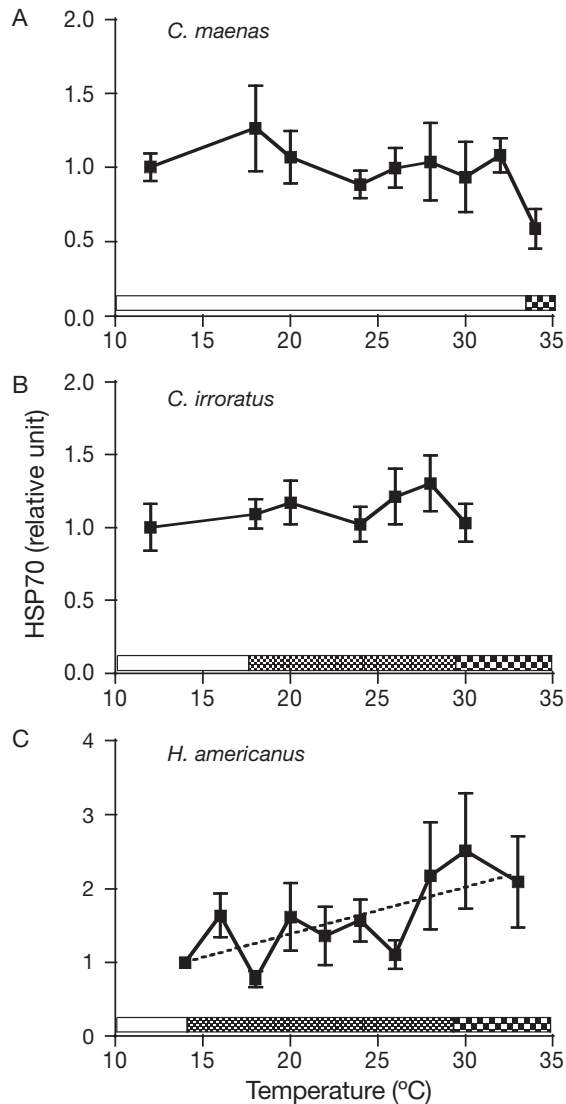 A
C. maenas
2.0
1.5
1.0
0.5
0.0
10 15 20 25 30 35
B
C. irroratus
2.0
1.5
1.0
0.5
0.0
10 15 20 25 30 35
HSP70 (relative unit)
C
H. americanus
4
3
2
1
0
10 15 20 25 30 35
Temperature (ºC)